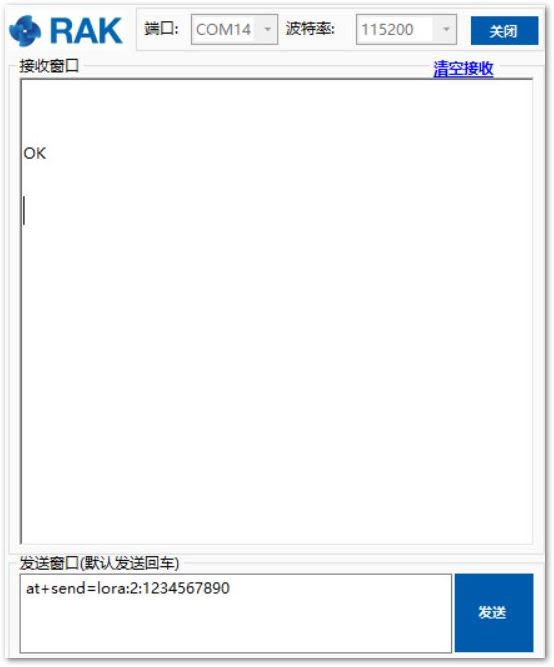 RAK 端口: COM14 波特率: 115200 关闭
接收窗口 清空接收
OK
发送窗口(默认发送回车)
at+send=lora:2:1234567890
发送